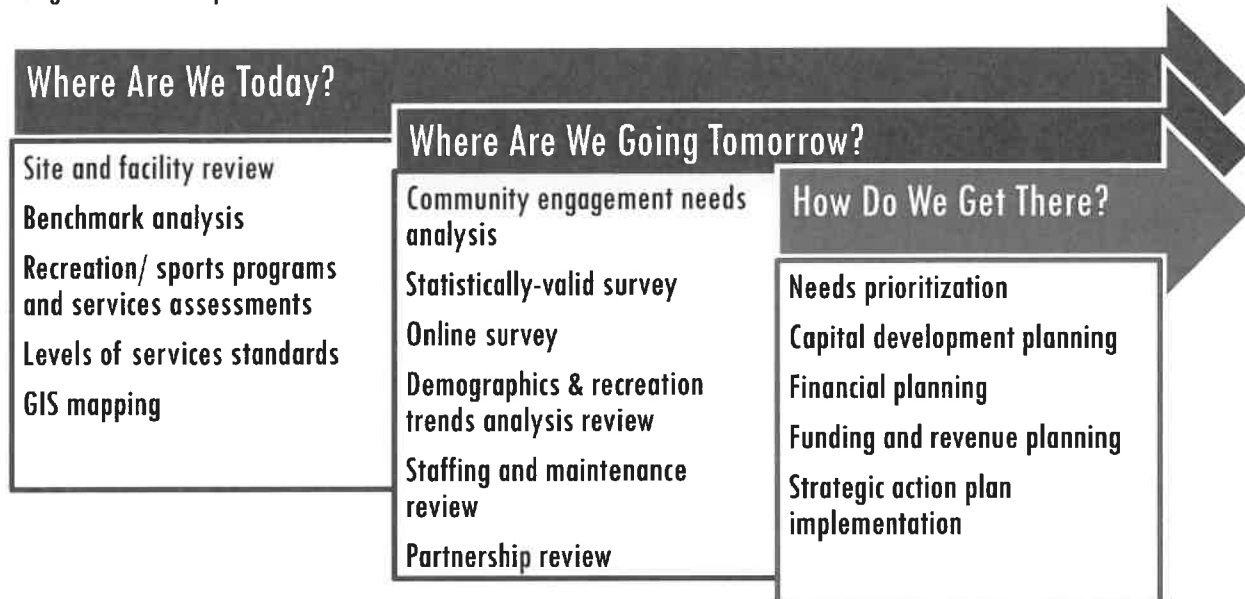 Where Are We Today?
Site and facility review
Benchmark analysis
Recreation/ sports programs
and services assessments
Levels of services standards
GIS mapping
Where Are We Going Tomorrow?
Community engagement needs
analysis
Statistically-valid survey
Online survey
Demographics & recreation
trends analysis review
Staffing and maintenance
review
Partnership review
How Do We Get There?
Needs prioritization
Capital development planning
Financial planning
Funding and revenue planning
Strategic action plan
implementation